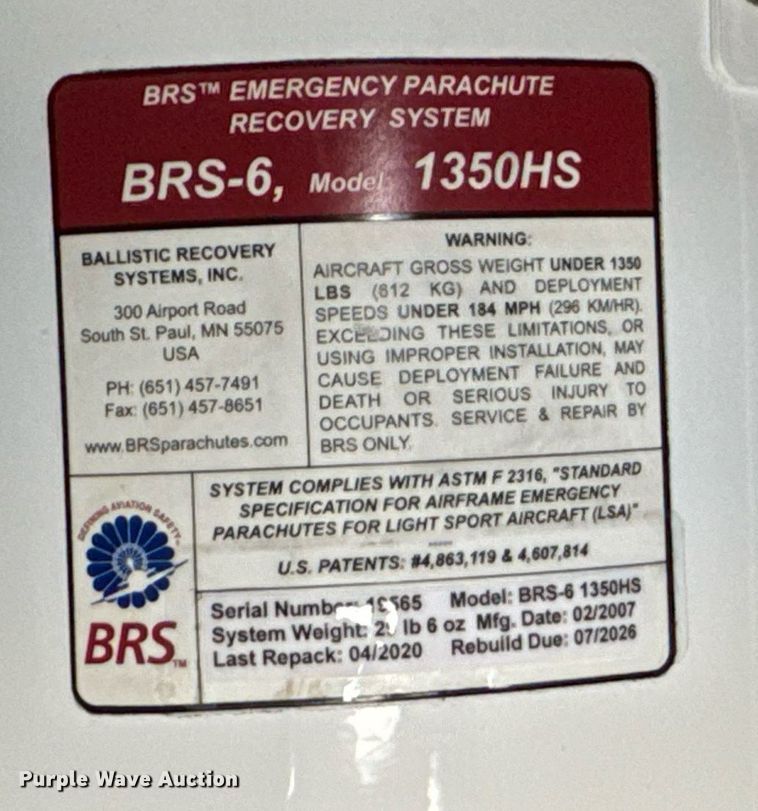 BRS™ EMERGENCY PARACHUTE
RECOVERY SYSTEM
BRS-6, Model 1350HS
BALLISTIC RECOVERY
SYSTEMS, INC.
300 Airport Road
South St. Paul, MN 55075
USA
PH: (651) 457-7491
Fax: (651) 457-8651
www.BRSparachutes.com
WARNING:
AIRCRAFT GROSS WEIGHT UNDER 1350
LBS (612 KG) AND DEPLOYMENT
SPEEDS UNDER 184 MPH (296 KM/HR).
EXCEEDING THESE LIMITATIONS, OR
USING IMPROPER INSTALLATION, MAY
CAUSE DEPLOYMENT FAILURE AND
DEATH OR SERIOUS INJURY TO
OCCUPANTS. SERVICE & REPAIR BY
BRS ONLY.
DEFINING AVIATION SAFETY™
BRS™
SYSTEM COMPLIES WITH ASTM F 2316, "STANDARD
SPECIFICATION FOR AIRFRAME EMERGENCY
PARACHUTES FOR LIGHT SPORT AIRCRAFT (LSA)"
U.S. PATENTS: #4,863,119 & 4,607,814
Serial Number: Model: BRS-6 1350HS
System Weight: lb 6 oz Mfg. Date: 02/2007
Last Repack: 04/2020 Rebuild Due: 07/2026
Purple Wave Auction